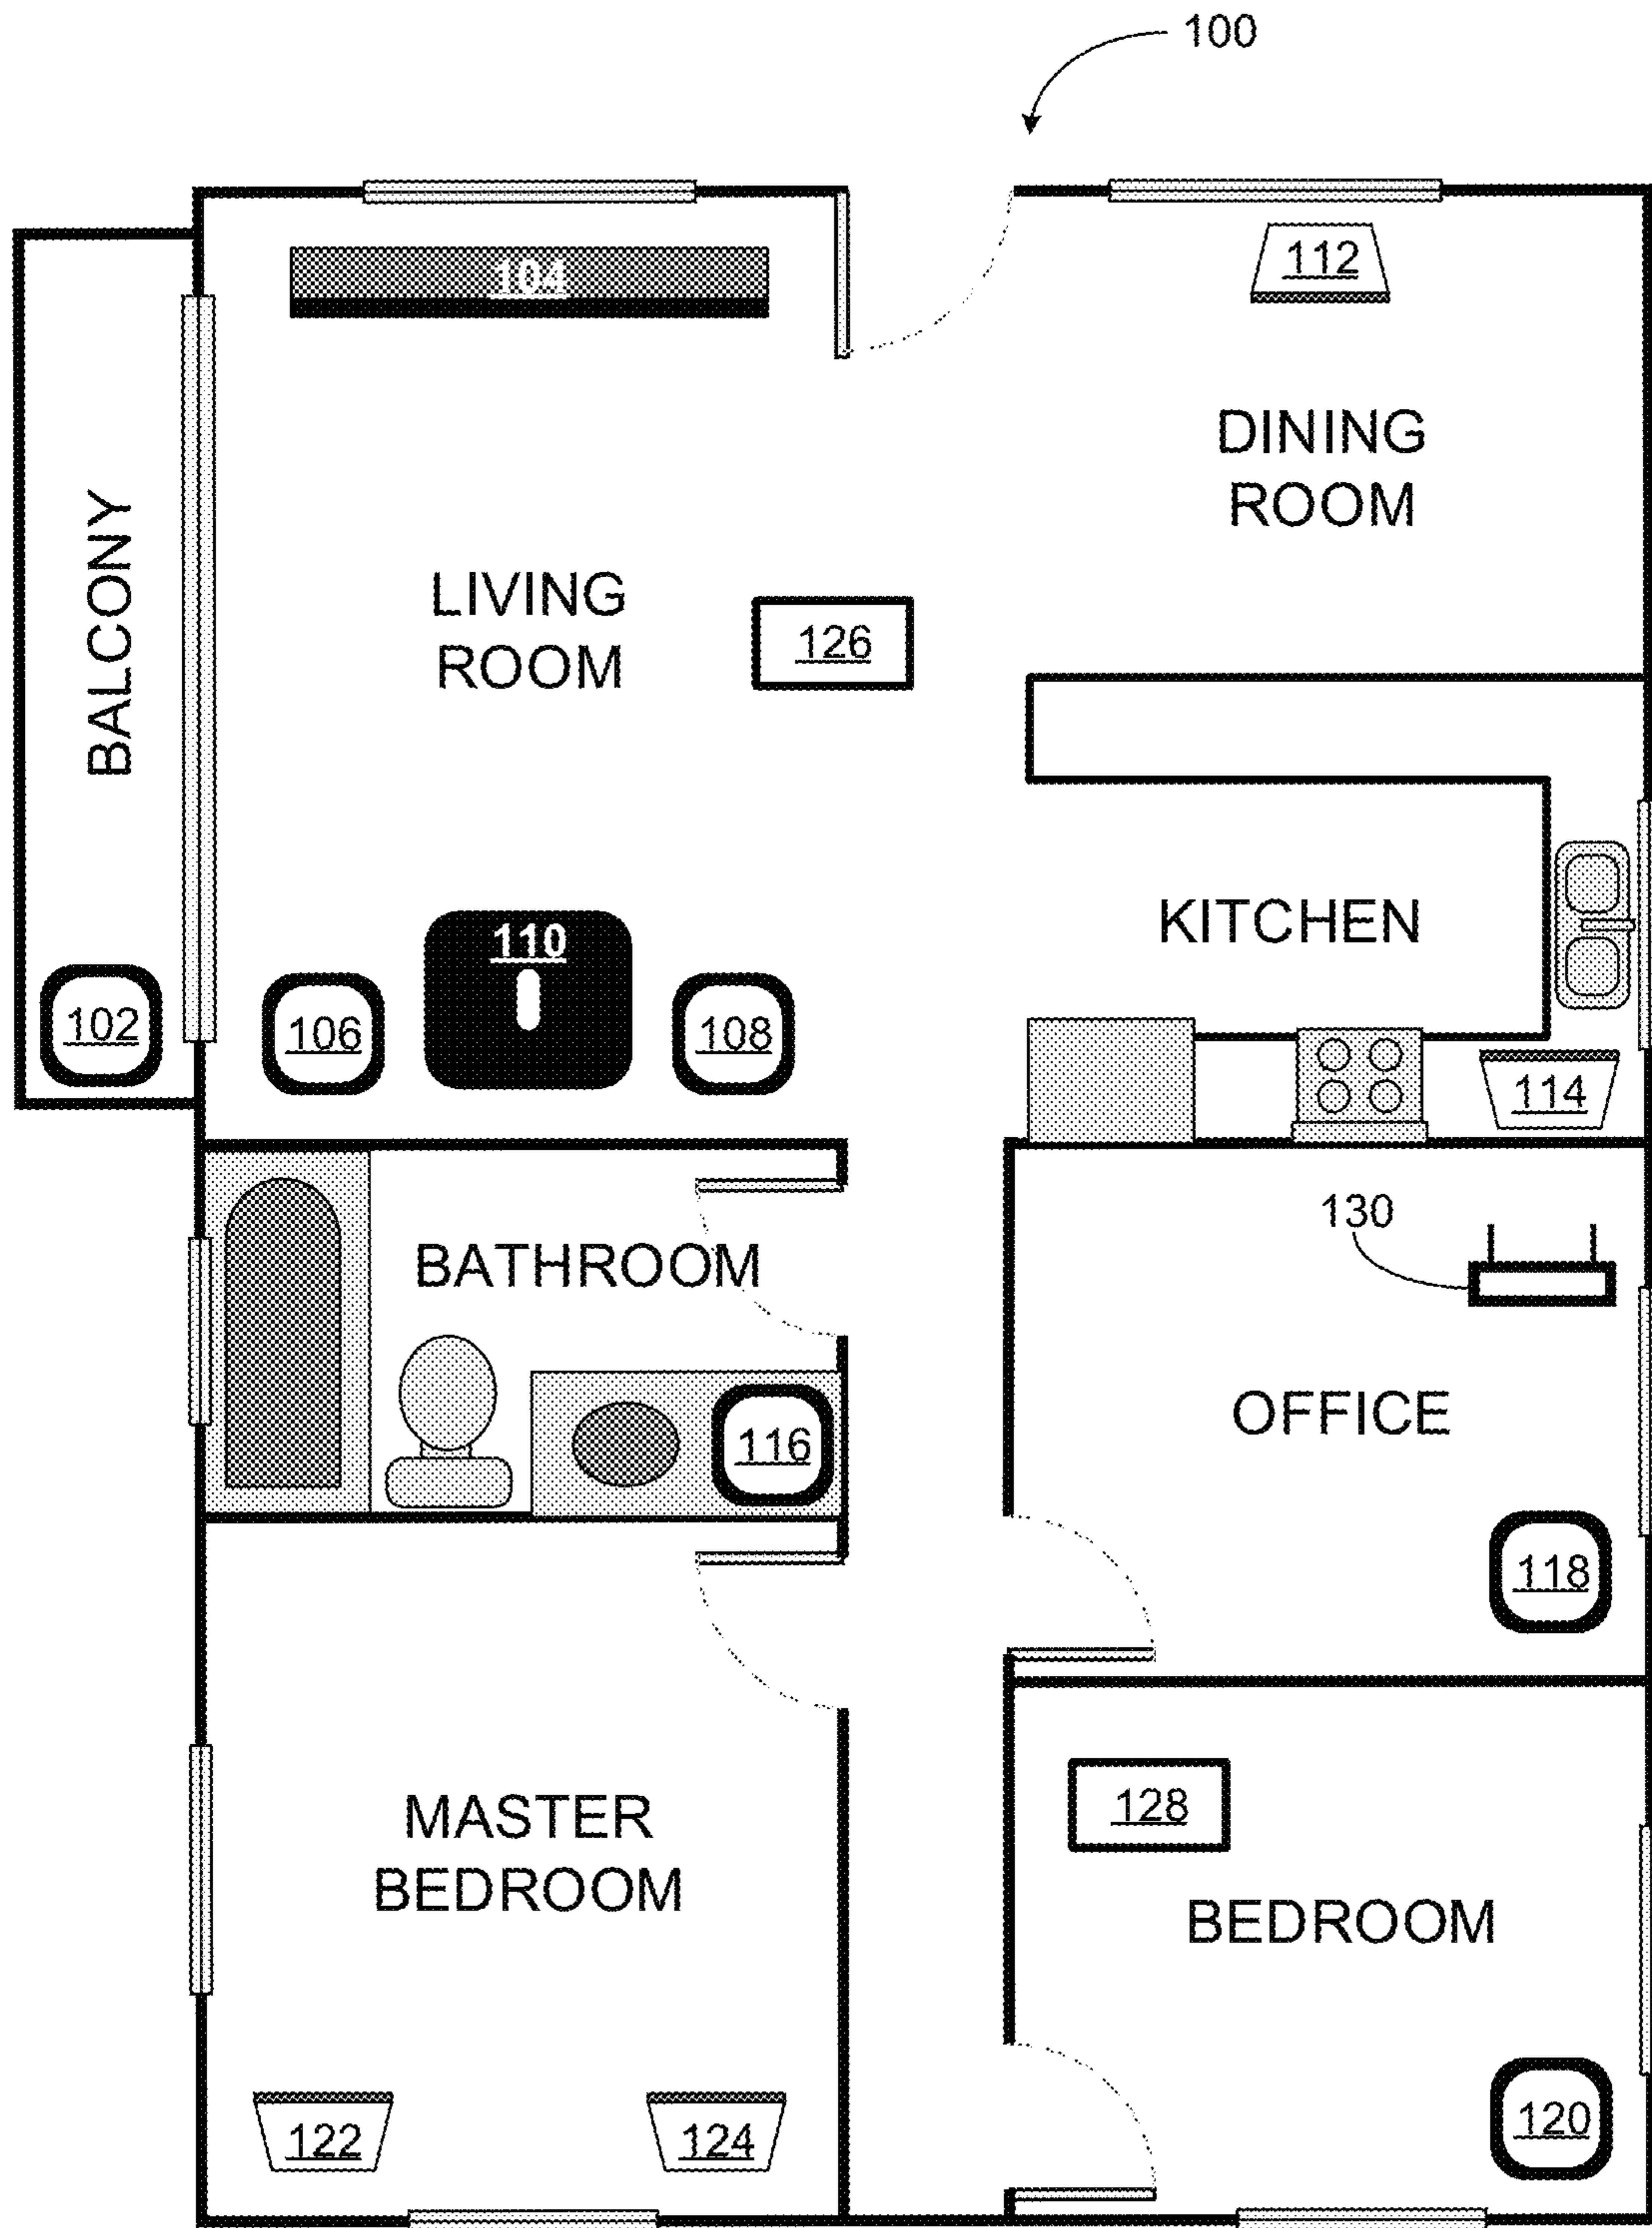 100
104
112
DINING
ROOM
BALCONY
LIVING
ROOM
126
KITCHEN
110
102
106
108
114
130
BATHROOM
OFFICE
116
118
MASTER
BEDROOM
128
BEDROOM
122
124
120